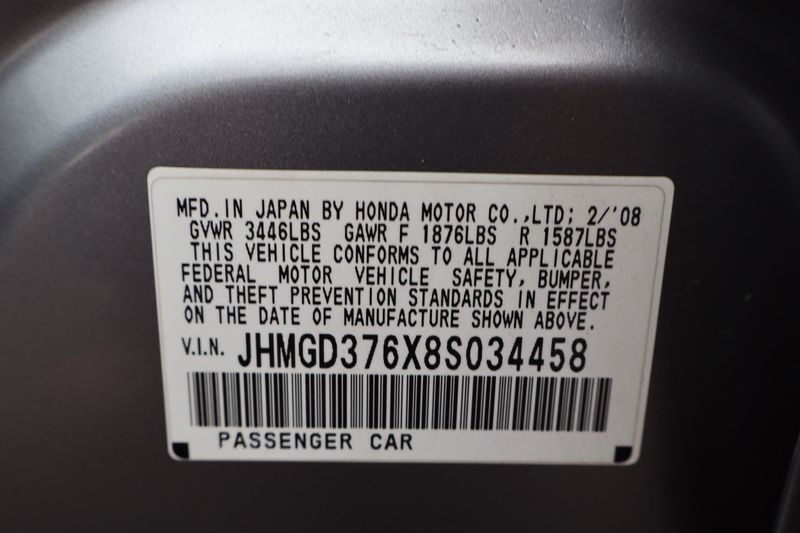 MFD. IN JAPAN BY HONDA MOTOR CO.,LTD; 2/'08
GVWR 3446LBS GAWR F 1876LBS R 1587LBS
THIS VEHICLE CONFORMS TO ALL APPLICABLE
FEDERAL MOTOR VEHICLE SAFETY, BUMPER,
AND THEFT PREVENTION STANDARDS IN EFFECT
ON THE DATE OF MANUFACTURE SHOWN ABOVE.
V.I.N. JHMGD376X8S034458
PASSENGER CAR